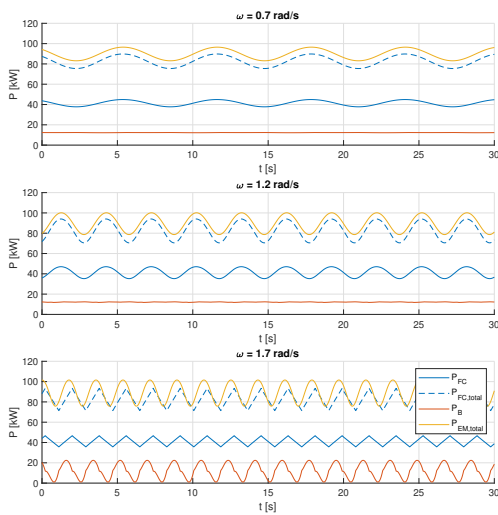 ω = 0.7 rad/s
120
100
80
60
40
20
0
P [kW]
0 5 10 15 20 25 30
t [s]
ω = 1.2 rad/s
120
100
80
60
40
20
0
P [kW]
0 5 10 15 20 25 30
t [s]
ω = 1.7 rad/s
120
100
80
60
40
20
0
P [kW]
P_FC
P_FC,total
P_B
P_EM,total
0 5 10 15 20 25 30
t [s]